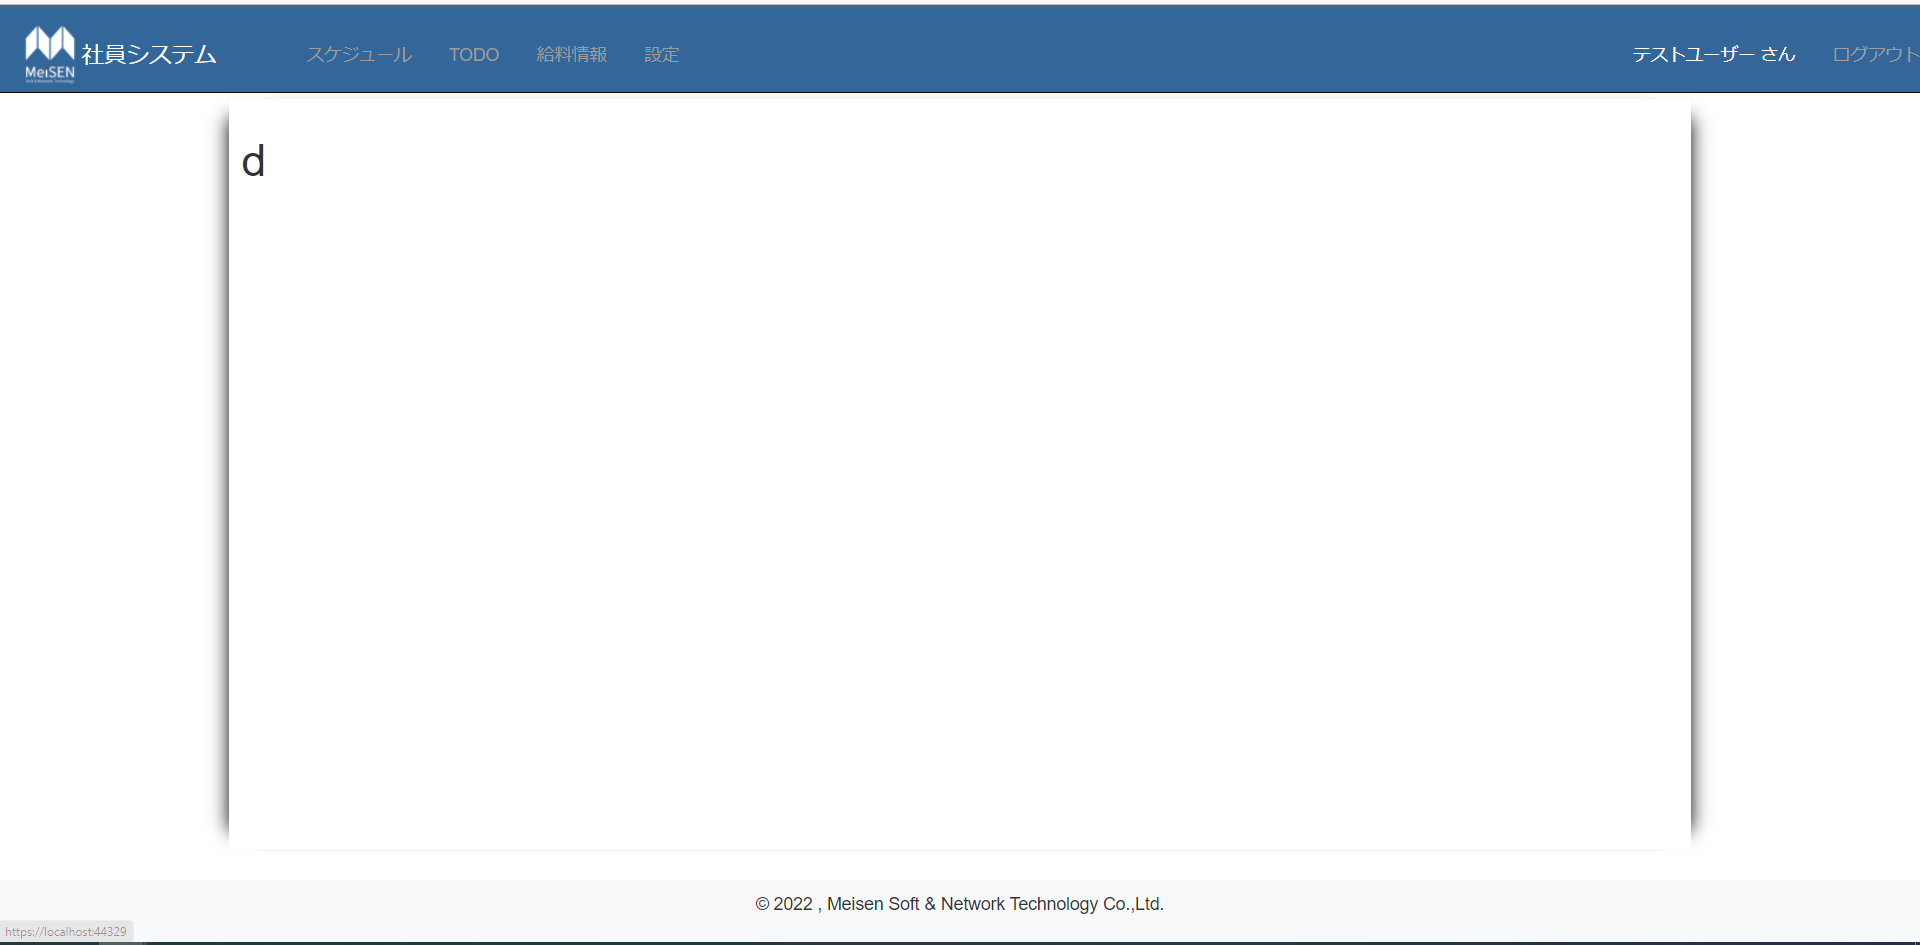 MeiSEN 社員システム スケジュール TODO 給料情報 設定 テストユーザー さん ログアウト
d
© 2022 , Meisen Soft & Network Technology Co.,Ltd.
https://localhost:44329